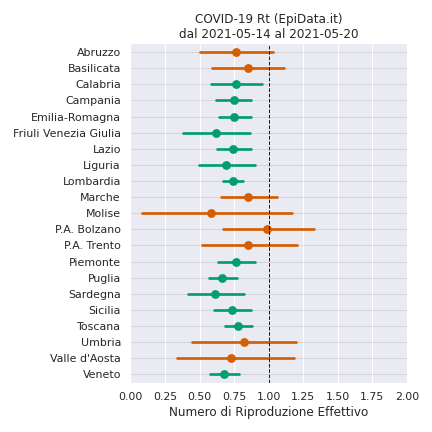 COVID-19 Rt (EpiData.it)
dal 2021-05-14 al 2021-05-20
Abruzzo
Basilicata
Calabria
Campania
Emilia-Romagna
Friuli Venezia Giulia
Lazio
Liguria
Lombardia
Marche
Molise
P.A. Bolzano
P.A. Trento
Piemonte
Puglia
Sardegna
Sicilia
Toscana
Umbria
Valle d'Aosta
Veneto
0.00 0.25 0.50 0.75 1.00 1.25 1.50 1.75 2.00
Numero di Riproduzione Effettivo